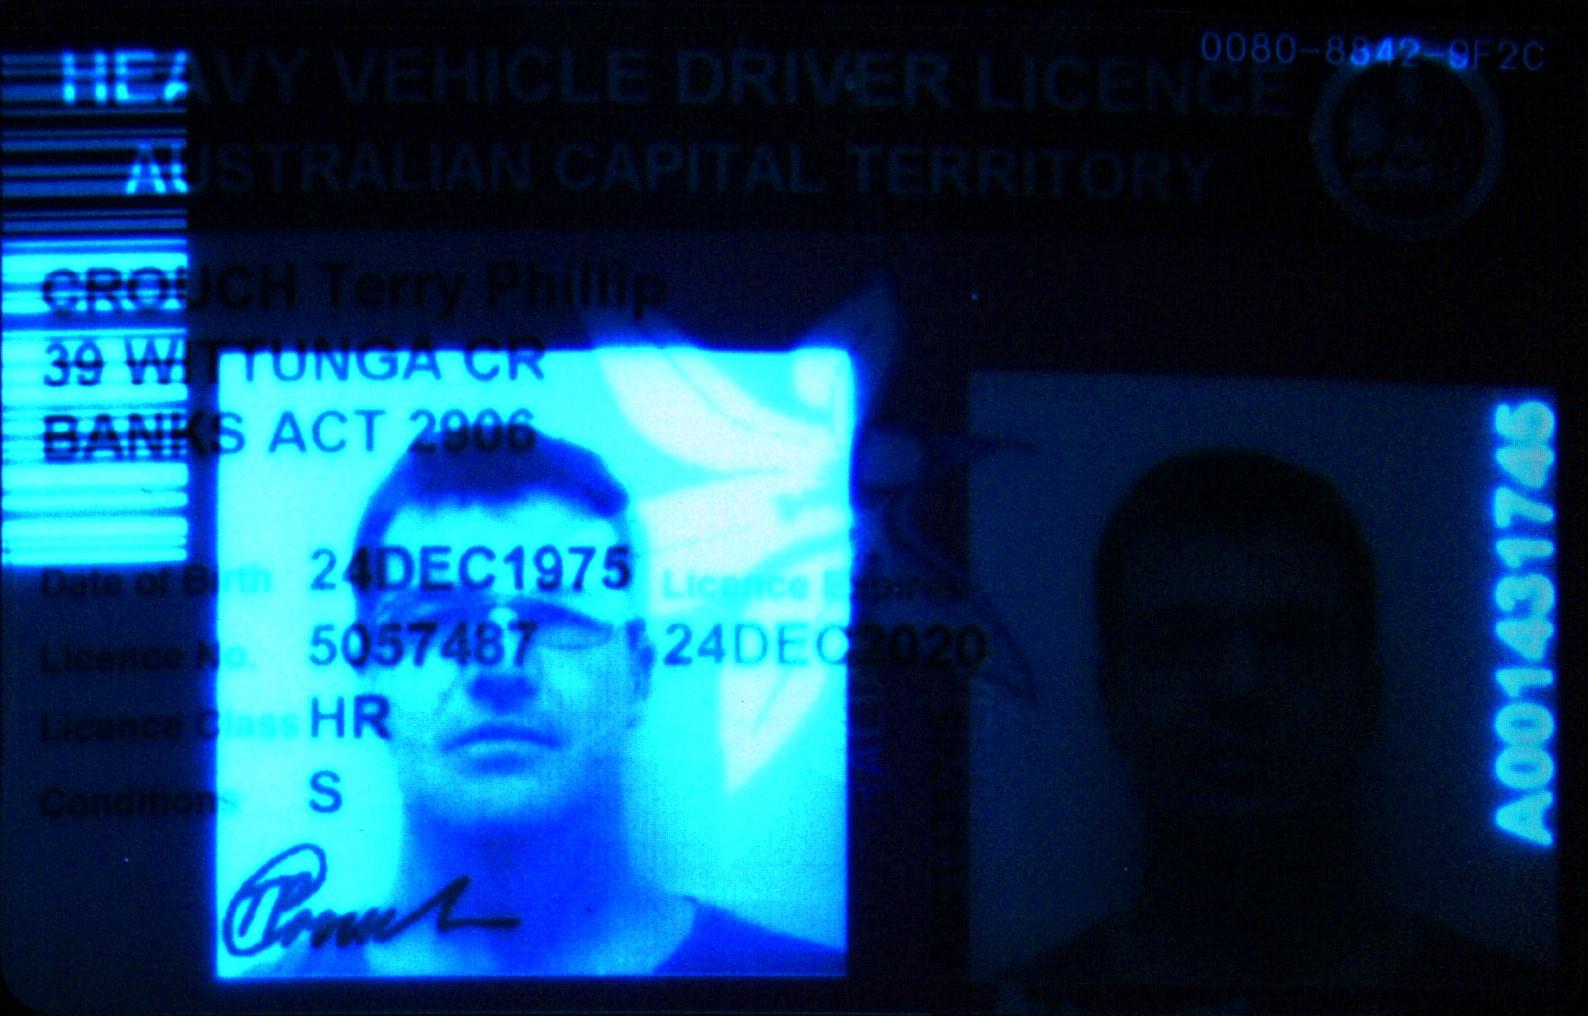 0080-8842-9F2C
HEAVY VEHICLE DRIVER LICENCE
AUSTRALIAN CAPITAL TERRITORY
CROUCH Terry Phillip
39 WITTUNGA CR
BANKS ACT 2906
Date of Birth 24DEC1975 Licence Expires
Licence No. 5057487 24DEC2020
Licence Class HR
Conditions S
A001431745